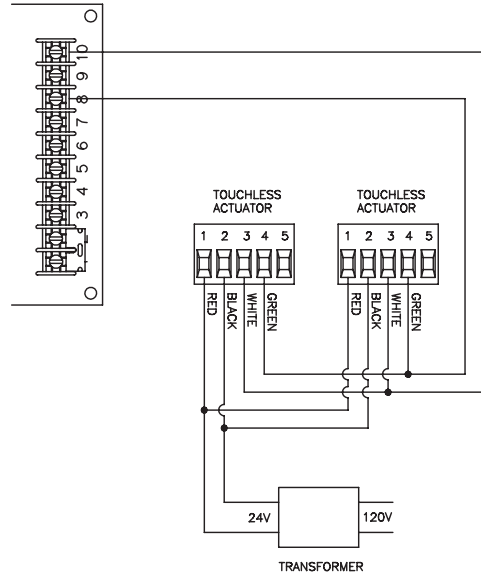 10
9
8
7
6
5
4
3
TOUCHLESS
ACTUATOR
1 2 3 4 5
RED
BLACK
WHITE
GREEN
TOUCHLESS
ACTUATOR
1 2 3 4 5
RED
BLACK
WHITE
GREEN
24V
120V
TRANSFORMER